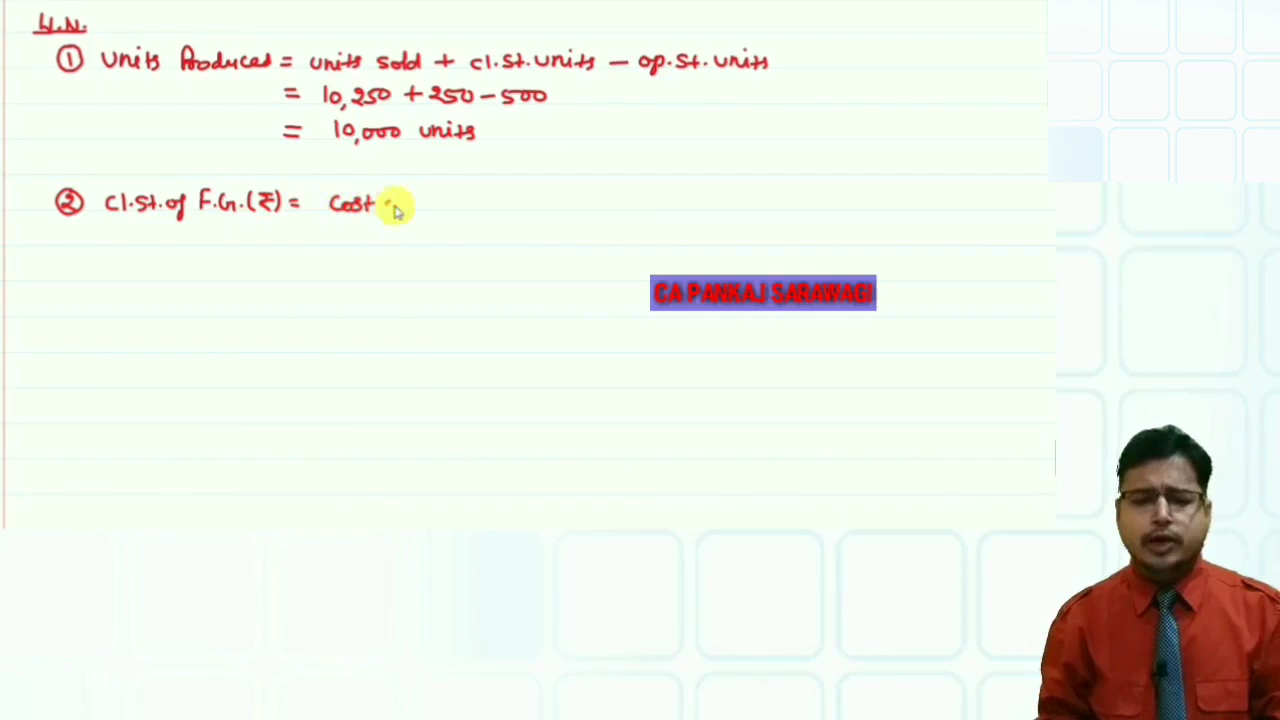 W.N.
① Units Produced = units sold + cl.st.units – op.st.units
= 10,250 + 250 – 500
= 10,000 units
② Cl.St.of F.G.(₹) = Cost
CA PANKAJ SARAWAGI